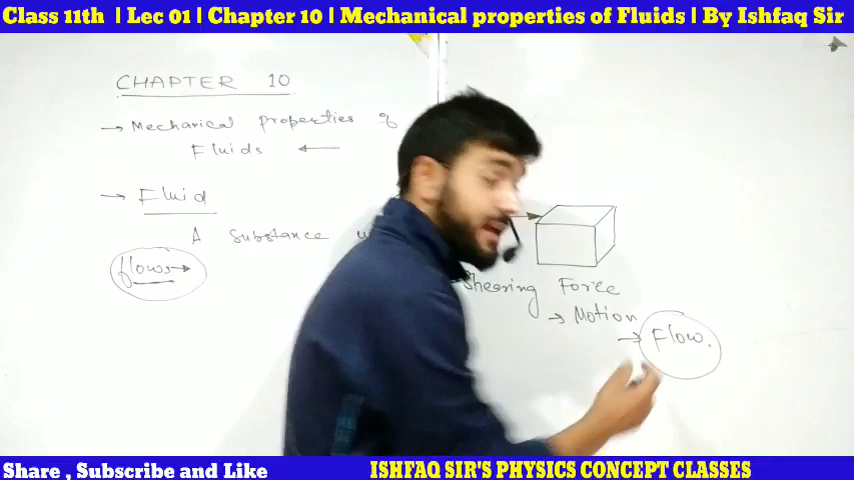 Class 11th | Lec 01 | Chapter 10 | Mechanical properties of Fluids | By Ishfaq Sir
CHAPTER 10
→ Mechanical properties of
Fluids ←
→ Fluid
A Substance
flows→
Sheering Force
→ Motion
→ Flow.
Share , Subscribe and Like
ISHFAQ SIR'S PHYSICS CONCEPT CLASSES